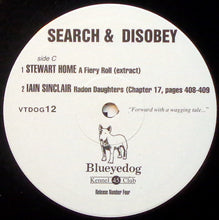 SEARCH & DISOBEY
side C
1 STEWART HOME A Fiery Roll (extract)
2 IAIN SINCLAIR Radon Daughters (Chapter 17, pages 408-409
VTDOG12
"Forward with a wagging tale..."
Blueyedog
Kennel 45 Club
Release Number Four